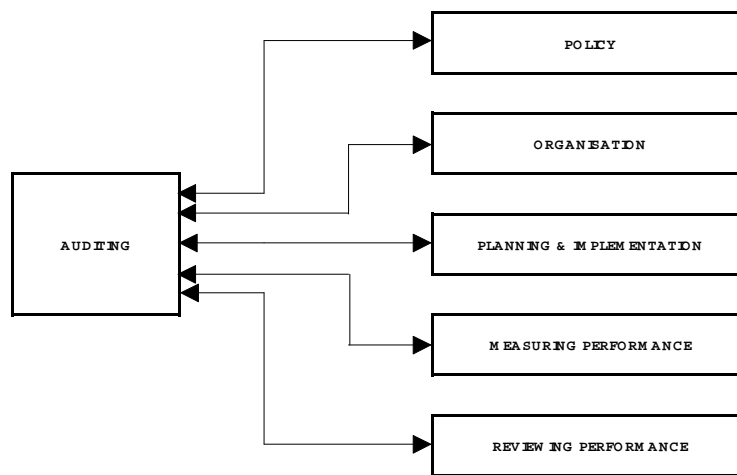 POLICY
ORGANISATION
AUDITING
PLANNING & IMPLEMENTATION
MEASURING PERFORMANCE
REVIEWING PERFORMANCE